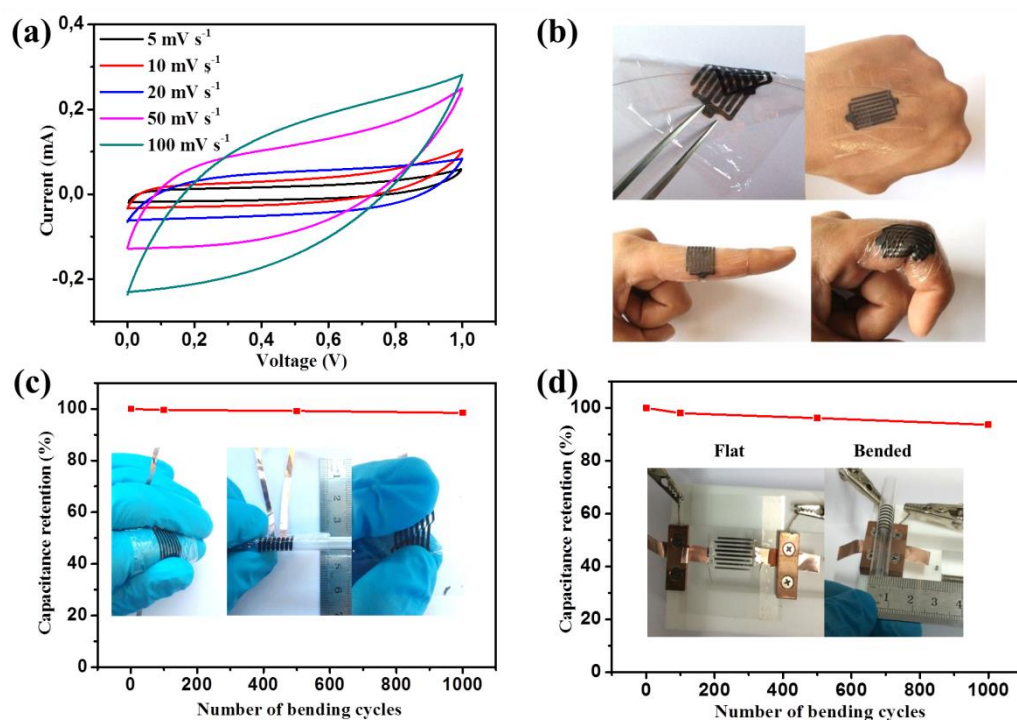 (a)
0,4
0,2
0,0
-0,2
Current (mA)
5 mV s⁻¹
10 mV s⁻¹
20 mV s⁻¹
50 mV s⁻¹
100 mV s⁻¹
0,0 0,2 0,4 0,6 0,8 1,0
Voltage (V)
(b)
(c)
100
80
60
40
20
0
Capacitance retention (%)
0 200 400 600 800 1000
Number of bending cycles
1
2
3
6
(d)
100
80
60
40
20
0
Capacitance retention (%)
Flat Bended
1 2 3 4
0 200 400 600 800 1000
Number of bending cycles